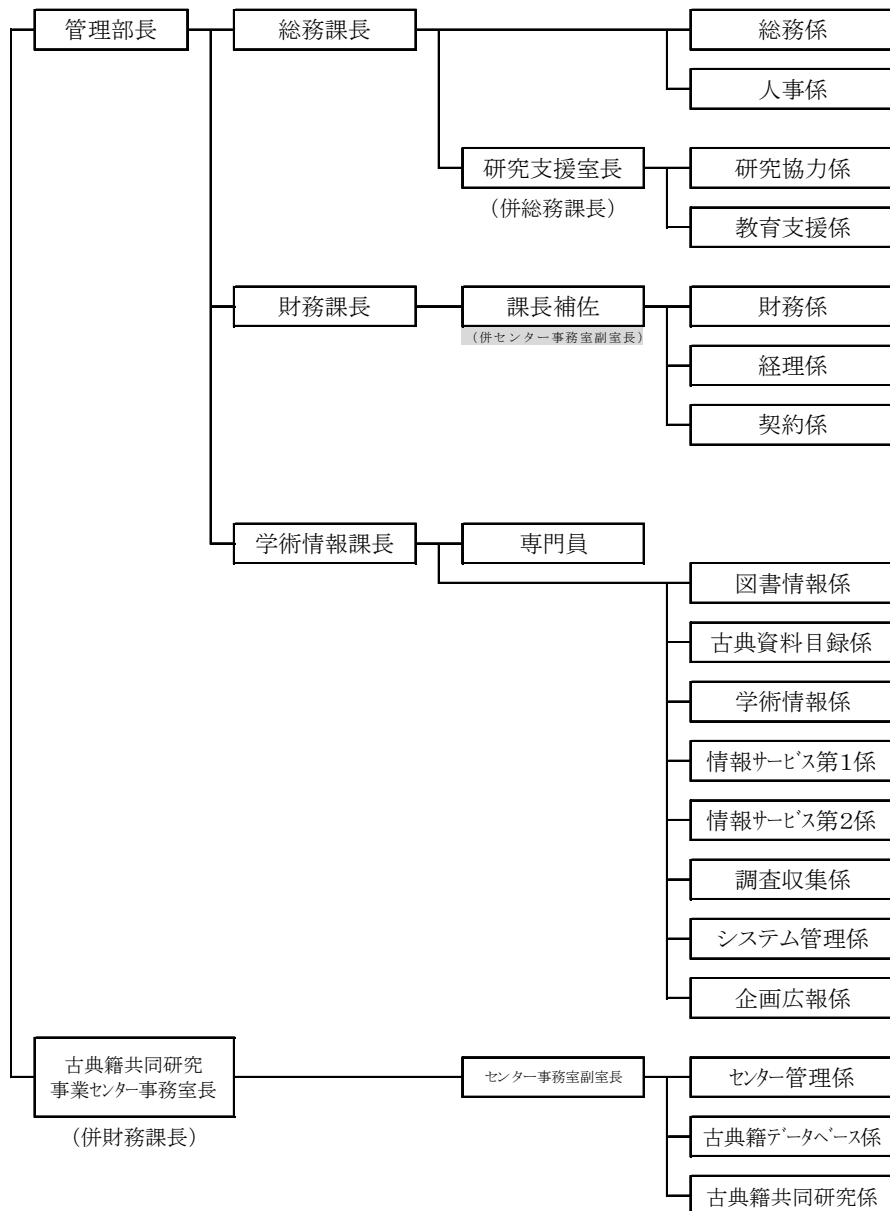 管理部長
総務課長
総務係
人事係
研究支援室長
(併総務課長)
研究協力係
教育支援係
財務課長
課長補佐
(併センター事務室副室長)
財務係
経理係
契約係
学術情報課長
専門員
図書情報係
古典資料目録係
学術情報係
情報サービス第1係
情報サービス第2係
調査収集係
システム管理係
企画広報係
古典籍共同研究
事業センター事務室長
(併財務課長)
センター事務室副室長
センター管理係
古典籍データベース係
古典籍共同研究係